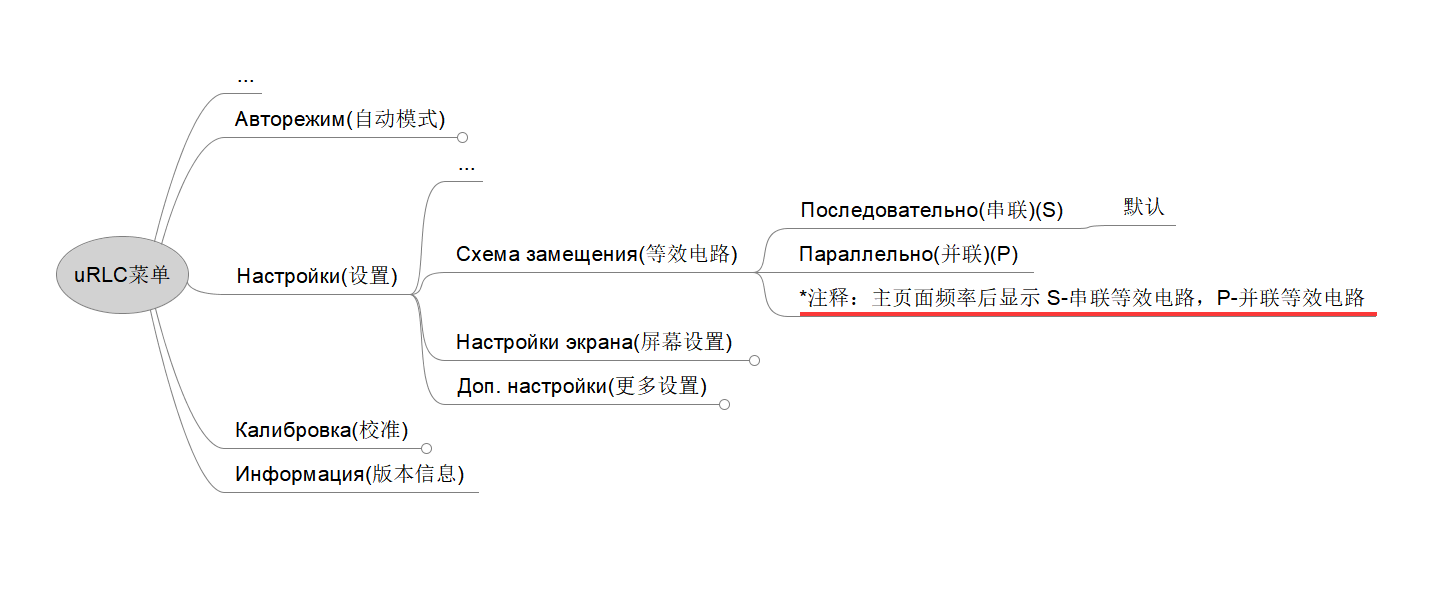 ...
Авторежим(自动模式)
...
Последовательно(串联)(S)
默认
Схема замещения(等效电路)
Параллельно(并联)(P)
uRLC菜单
Настройки(设置)
*注释：主页面频率后显示 S-串联等效电路，P-并联等效电路
Настройки экрана(屏幕设置)
Доп. настройки(更多设置)
Калибровка(校准)
Информация(版本信息)